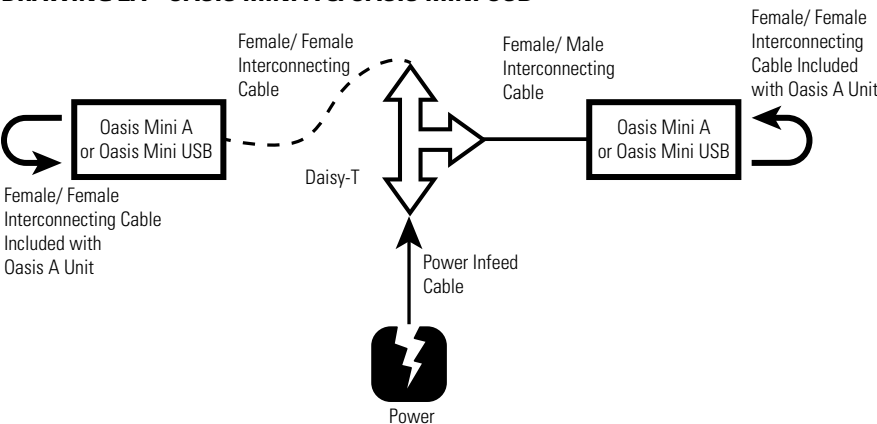 Female/ Female
Interconnecting
Cable Included
with Oasis A Unit
Female/ Female
Interconnecting
Cable
Female/ Male
Interconnecting
Cable
Oasis Mini A
or Oasis Mini USB
Oasis Mini A
or Oasis Mini USB
Daisy-T
Female/ Female
Interconnecting Cable
Included with
Oasis A Unit
Power Infeed
Cable
Power